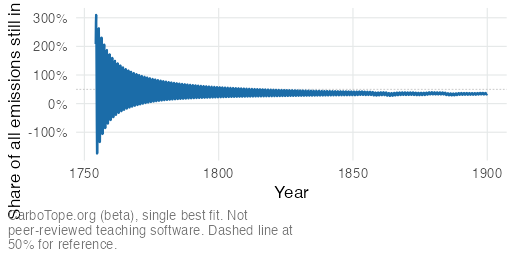 Share of all emissions still in
300%
200%
100%
0%
-100%
1750
1800
1850
1900
Year
CarboTope.org (beta), single best fit. Not
peer-reviewed teaching software. Dashed line at
50% for reference.